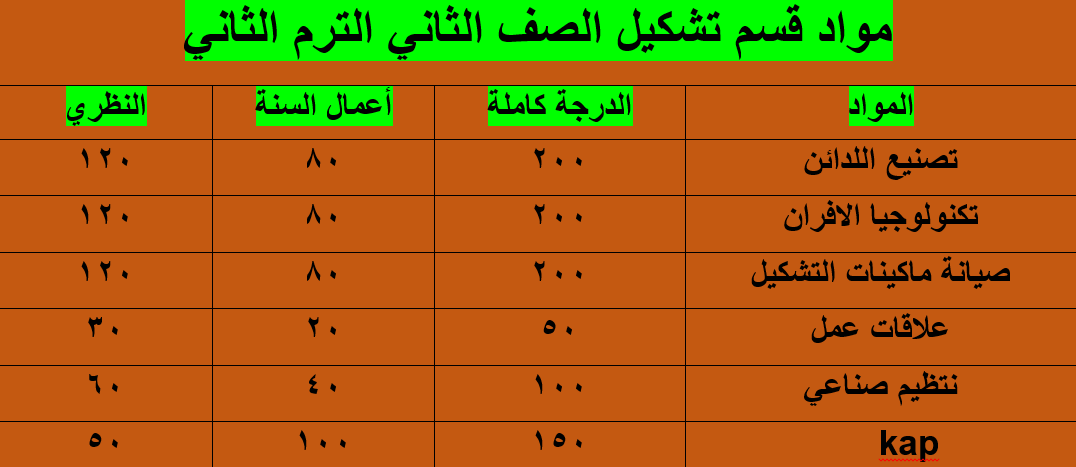 مواد قسم تشكيل الصف الثاني الترم الثاني
المواد الدرجة كاملة أعمال السنة النظري
تصنيع اللدائن ٢٠٠ ٨٠ ١٢٠
تكنولوجيا الافران ٢٠٠ ٨٠ ١٢٠
صيانة ماكينات التشكيل ٢٠٠ ٨٠ ١٢٠
علاقات عمل ٥٠ ٢٠ ٣٠
نتظيم صناعي ١٠٠ ٤٠ ٦٠
kap ١٥٠ ١٠٠ ٥٠